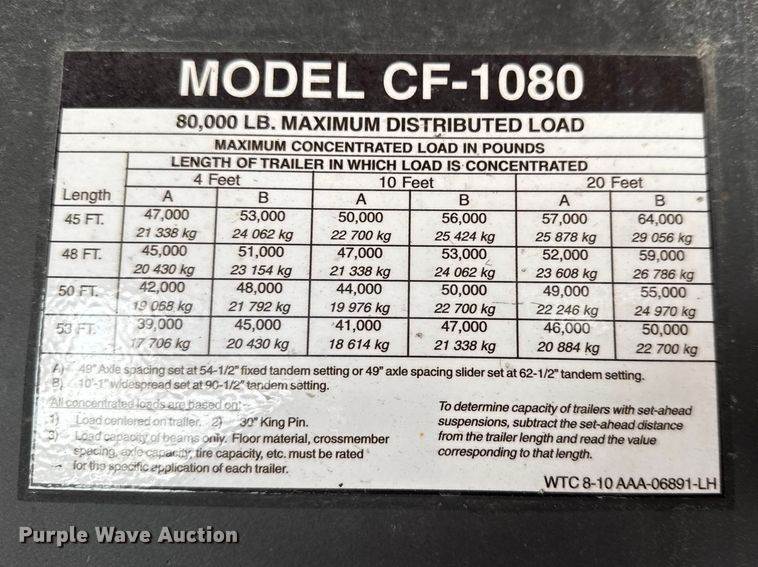 MODEL CF-1080
80,000 LB. MAXIMUM DISTRIBUTED LOAD
MAXIMUM CONCENTRATED LOAD IN POUNDS
LENGTH OF TRAILER IN WHICH LOAD IS CONCENTRATED
Length 4 Feet 10 Feet 20 Feet
A B A B A B
45 FT. 47,000 53,000 50,000 56,000 57,000 64,000
21 338 kg 24 062 kg 22 700 kg 25 424 kg 25 878 kg 29 056 kg
48 FT. 45,000 51,000 47,000 53,000 52,000 59,000
20 430 kg 23 154 kg 21 338 kg 24 062 kg 23 608 kg 26 786 kg
50 FT. 42,000 48,000 44,000 50,000 49,000 55,000
19 068 kg 21 792 kg 19 976 kg 22 700 kg 22 246 kg 24 970 kg
53 FT. 39,000 45,000 41,000 47,000 46,000 50,000
17 706 kg 20 430 kg 18 614 kg 21 338 kg 20 884 kg 22 700 kg
A) 49" Axle spacing set at 54-1/2" fixed tandem setting or 49" axle spacing slider set at 62-1/2" tandem setting.
B) 10'-1" widespread set at 90-1/2" tandem setting.
All concentrated loads are based on:
1) Load centered on trailer. 2) 30" King Pin.
3) Load capacity of beams only. Floor material, crossmember
spacing, axle capacity, tire capacity, etc. must be rated
for the specific application of each trailer.
To determine capacity of trailers with set-ahead
suspensions, subtract the set-ahead distance
from the trailer length and read the value
corresponding to that length.
WTC 8-10 AAA-06891-LH
Purple Wave Auction